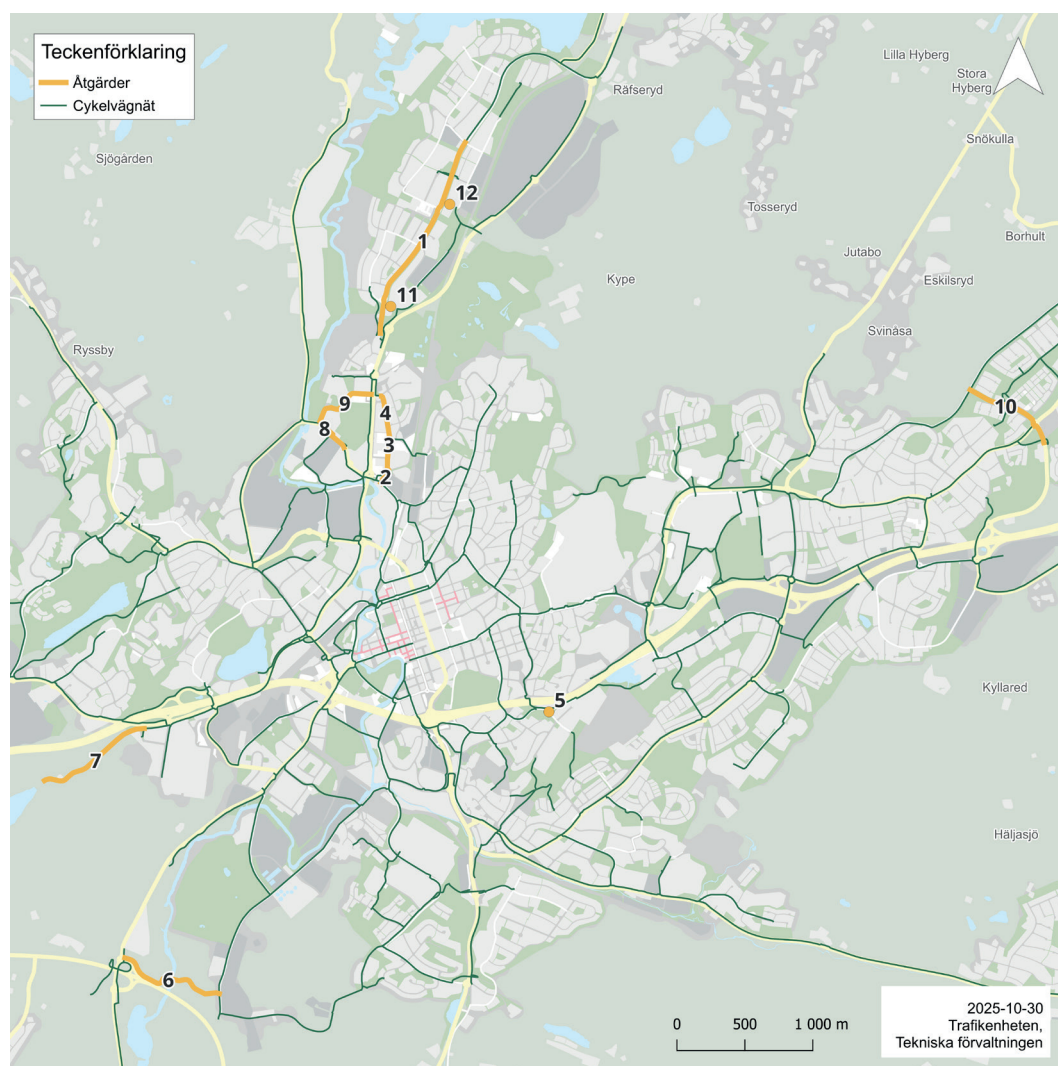 Teckenförklaring
Åtgärder
Cykelvägnät
Lilla Hyberg
Stora
Hyberg
Räfseryd
Snökulla
Sjögården
12
Tosseryd
1
Borhult
Jutabo
Kype
Eskilsryd
11
Svinåsa
Ryssby
9
4
10
8
3
2
Kyllared
5
7
Häljasjö
6
2025-10-30
Trafikenheten,
Tekniska förvaltningen
0 500 1 000 m